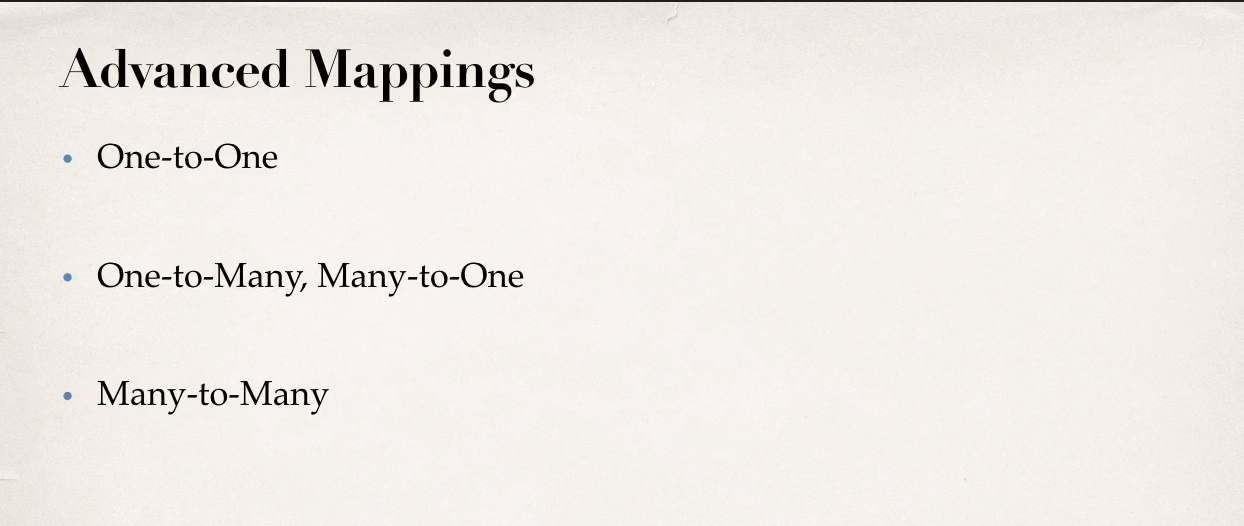 Advanced Mappings
• One-to-One
• One-to-Many, Many-to-One
• Many-to-Many